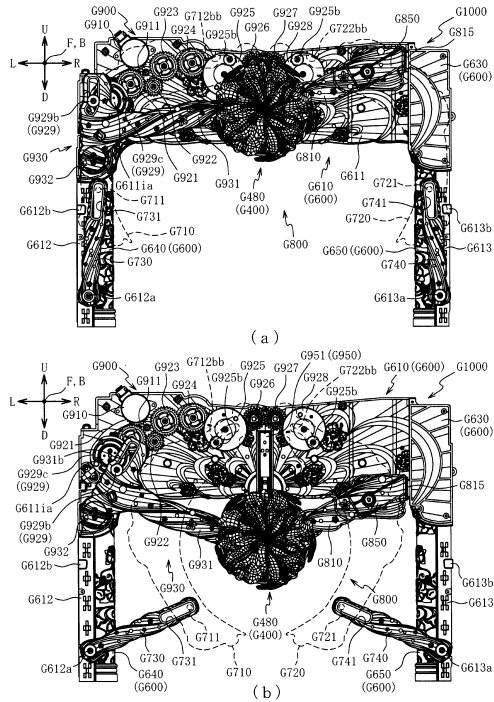 G900 G923 G712bb G925 G927 G925b G850 G1000
G910 G911 G924 G925b G926 G928 G722bb G815
U
F,B
L R
D
G630
(G600)
G929b
(G929)
G930
G932
G929c
(G929)
G922
G921
G931
G810
G611
G611ia
G711
G731
G480
(G400)
G610
(G600)
G721
G741
G612b
G710
G720
G613b
G612
G640(G600)
G800
G650(G600)
G613
G730
G740
G612a
G613a
(a)
G712bb G951(G950)
G900 G923 G925 G927 G722bb G610(G600)
U
G911 G924 G925b G926 G928 G925b G1000
F,B
L R
D
G910
G630
(G600)
G921
G931b
G929c
(G929)
G611ia
G929b
(G929)
G932
G815
G612b
G922
G931
G810
G850
G930
G613b
G612
G480
(G400)
G800
G613
G711
G721
G731
G741
G612a
G730
G710
G720
G740
G613a
G640
(G600)
G650
(G600)
(b)